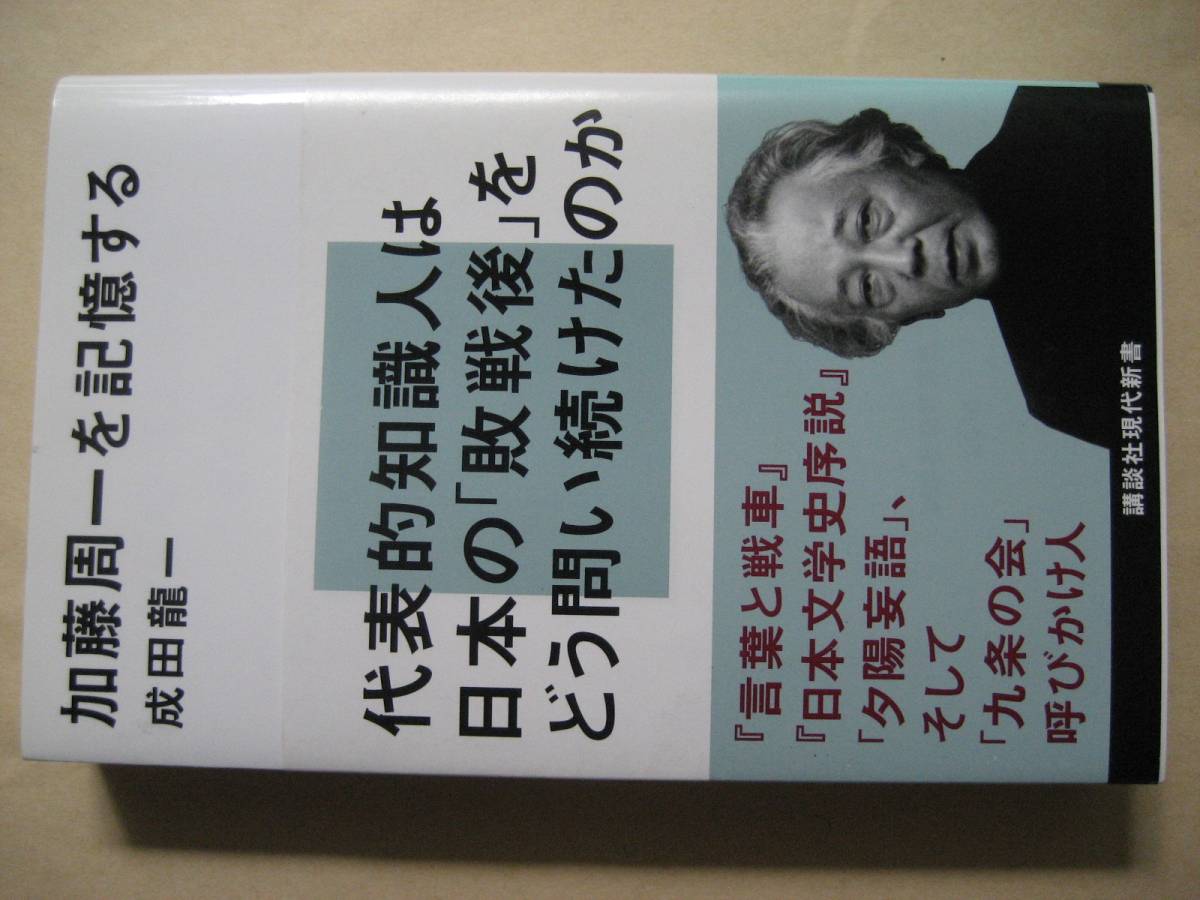 加藤周一を記憶する
成田龍一
代表的知識人は
日本の「敗戦後」を
どう問い続けたのか
『言葉と戦車』
『日本文学史序説』
「夕陽妄語」、
そして
「九条の会」
呼びかけ人
講談社現代新書